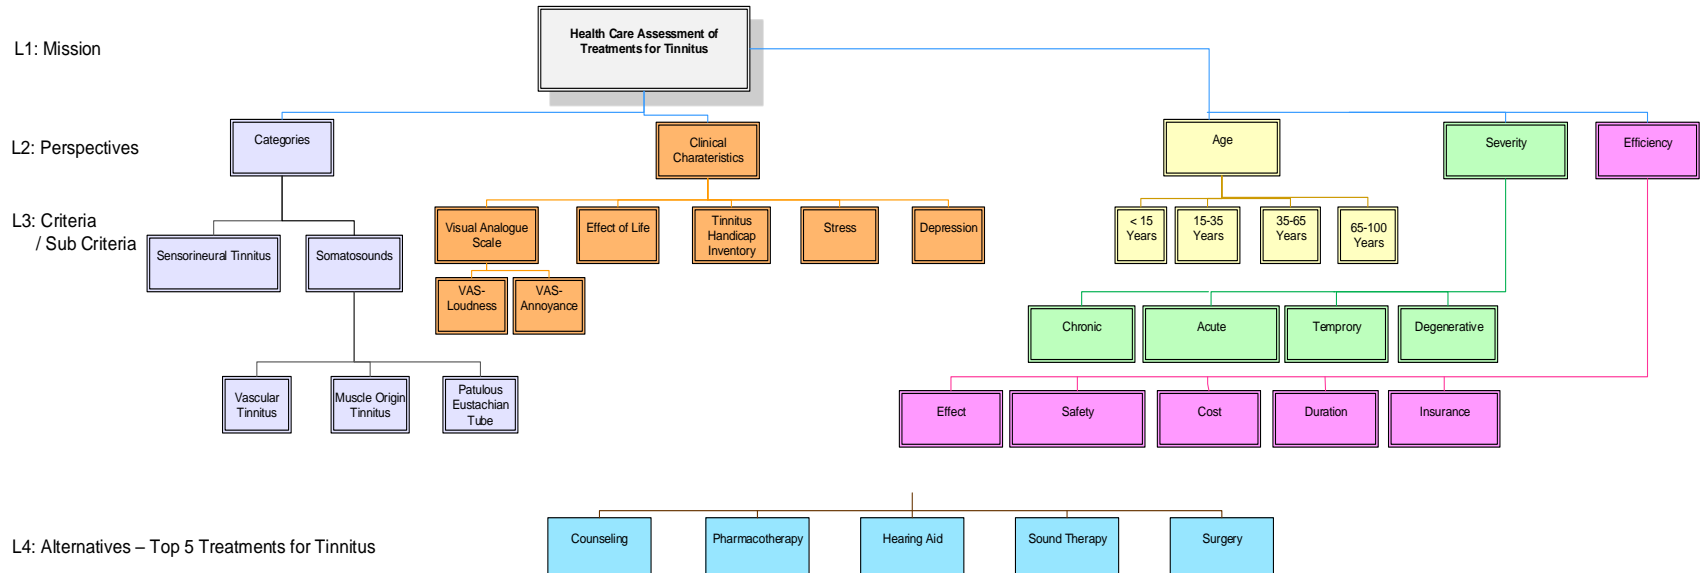 Health Care Assessment of
Treatments for Tinnitus
L1: Mission
L2: Perspectives
Categories
Clinical
Charateristics
Age
Severity
Efficiency
L3: Criteria
/ Sub Criteria
Sensorineural Tinnitus
Somatosounds
Visual Analogue
Scale
Effect of Life
Tinnitus
Handicap
Inventory
Stress
Depression
< 15
Years
15-35
Years
35-65
Years
65-100
Years
VAS-
Loudness
VAS-
Annoyance
Chronic
Acute
Temprory
Degenerative
Vascular
Tinnitus
Muscle Origin
Tinnitus
Patulous
Eustachian
Tube
Effect
Safety
Cost
Duration
Insurance
L4: Alternatives – Top 5 Treatments for Tinnitus
Counseling
Pharmacotherapy
Hearing Aid
Sound Therapy
Surgery